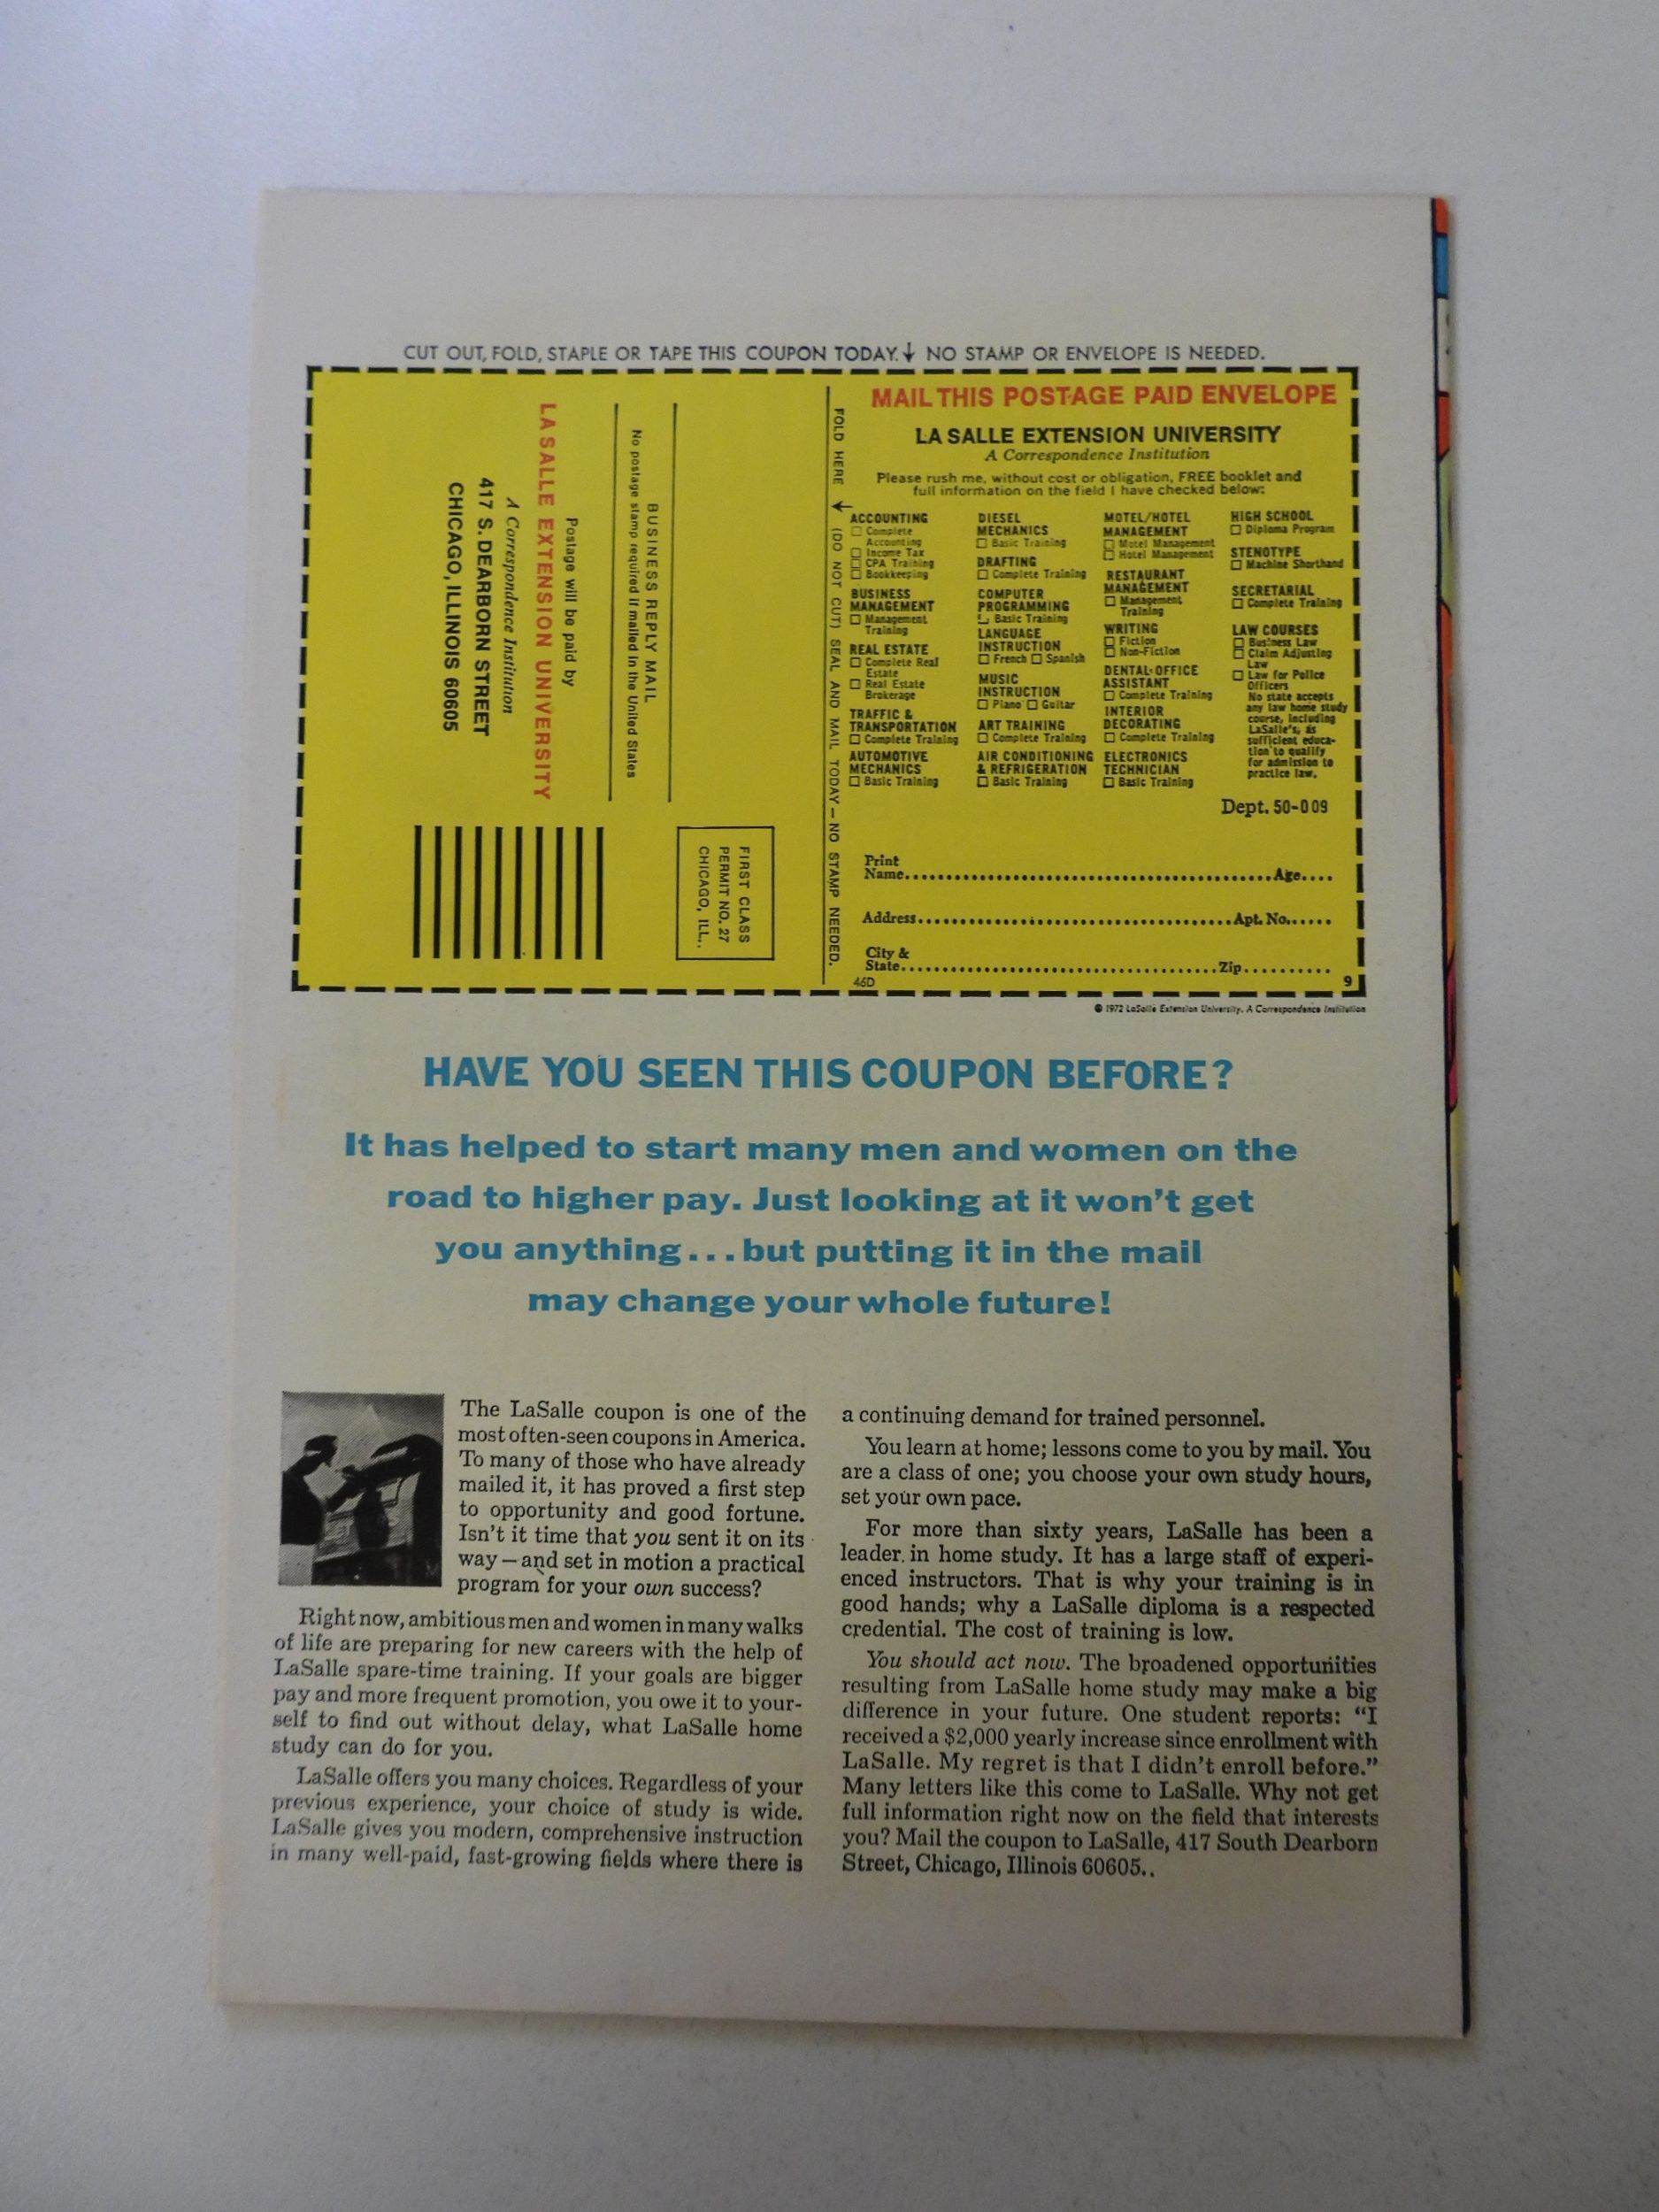 CUT OUT, FOLD, STAPLE OR TAPE THIS COUPON TODAY. NO STAMP OR ENVELOPE IS NEEDED.
BUSINESS REPLY MAIL
No postage stamp required if mailed in the United States
Postage will be paid by
LA SALLE EXTENSION UNIVERSITY
A Correspondence Institution
417 S. DEARBORN STREET
CHICAGO, ILLINOIS 60605
FIRST CLASS
PERMIT NO. 27
CHICAGO, ILL..
FOLD HERE (DO NOT CUT) SEAL AND MAIL TODAY — NO STAMP NEEDED.
MAIL THIS POSTAGE PAID ENVELOPE
LA SALLE EXTENSION UNIVERSITY
A Correspondence Institution
Please rush me, without cost or obligation, FREE booklet and
full information on the field I have checked below:
ACCOUNTING
Complete
Accounting
Income Tax
CPA Training
Bookkeeping
BUSINESS
MANAGEMENT
Management
Training
REAL ESTATE
Complete Real
Estate
Real Estate
Brokerage
TRAFFIC &
TRANSPORTATION
Complete Training
AUTOMOTIVE
MECHANICS
Basic Training
DIESEL
MECHANICS
Basic Training
DRAFTING
Complete Training
COMPUTER
PROGRAMMING
Basic Training
LANGUAGE
INSTRUCTION
French Spanish
MUSIC
INSTRUCTION
Piano Guitar
ART TRAINING
Complete Training
AIR CONDITIONING
& REFRIGERATION
Basic Training
MOTEL/HOTEL
MANAGEMENT
Motel Management
Hotel Management
RESTAURANT
MANAGEMENT
Management
Training
WRITING
Fiction
Non-Fiction
DENTAL OFFICE
ASSISTANT
Complete Training
INTERIOR
DECORATING
Complete Training
ELECTRONICS
TECHNICIAN
Basic Training
HIGH SCHOOL
Diploma Program
STENOTYPE
Machine Shorthand
SECRETARIAL
Complete Training
LAW COURSES
Business Law
Claim Adjusting
Law
Law for Police
Officers
No state accepts
any law home study
course, including
LaSalle's, as
sufficient educa-
tion to qualify
for admission to
practice law.
Dept. 50-009
Print
Name Age
Address Apt. No.
City &
State Zip
46D 9
© 1972 LaSalle Extension University. A Correspondence Institution
HAVE YOU SEEN THIS COUPON BEFORE?
It has helped to start many men and women on the
road to higher pay. Just looking at it won't get
you anything...but putting it in the mail
may change your whole future!
The LaSalle coupon is one of the
most often-seen coupons in America.
To many of those who have already
mailed it, it has proved a first step
to opportunity and good fortune.
Isn't it time that you sent it on its
way—and set in motion a practical
program for your own success?
Right now, ambitious men and women in many walks
of life are preparing for new careers with the help of
LaSalle spare-time training. If your goals are bigger
pay and more frequent promotion, you owe it to your-
self to find out without delay, what LaSalle home
study can do for you.
LaSalle offers you many choices. Regardless of your
previous experience, your choice of study is wide.
LaSalle gives you modern, comprehensive instruction
in many well-paid, fast-growing fields where there is
a continuing demand for trained personnel.
You learn at home; lessons come to you by mail. You
are a class of one; you choose your own study hours,
set your own pace.
For more than sixty years, LaSalle has been a
leader in home study. It has a large staff of experi-
enced instructors. That is why your training is in
good hands; why a LaSalle diploma is a respected
credential. The cost of training is low.
You should act now. The broadened opportunities
resulting from LaSalle home study may make a big
difference in your future. One student reports: "I
received a $2,000 yearly increase since enrollment with
LaSalle. My regret is that I didn't enroll before."
Many letters like this come to LaSalle. Why not get
full information right now on the field that interests
you? Mail the coupon to LaSalle, 417 South Dearborn
Street, Chicago, Illinois 60605..